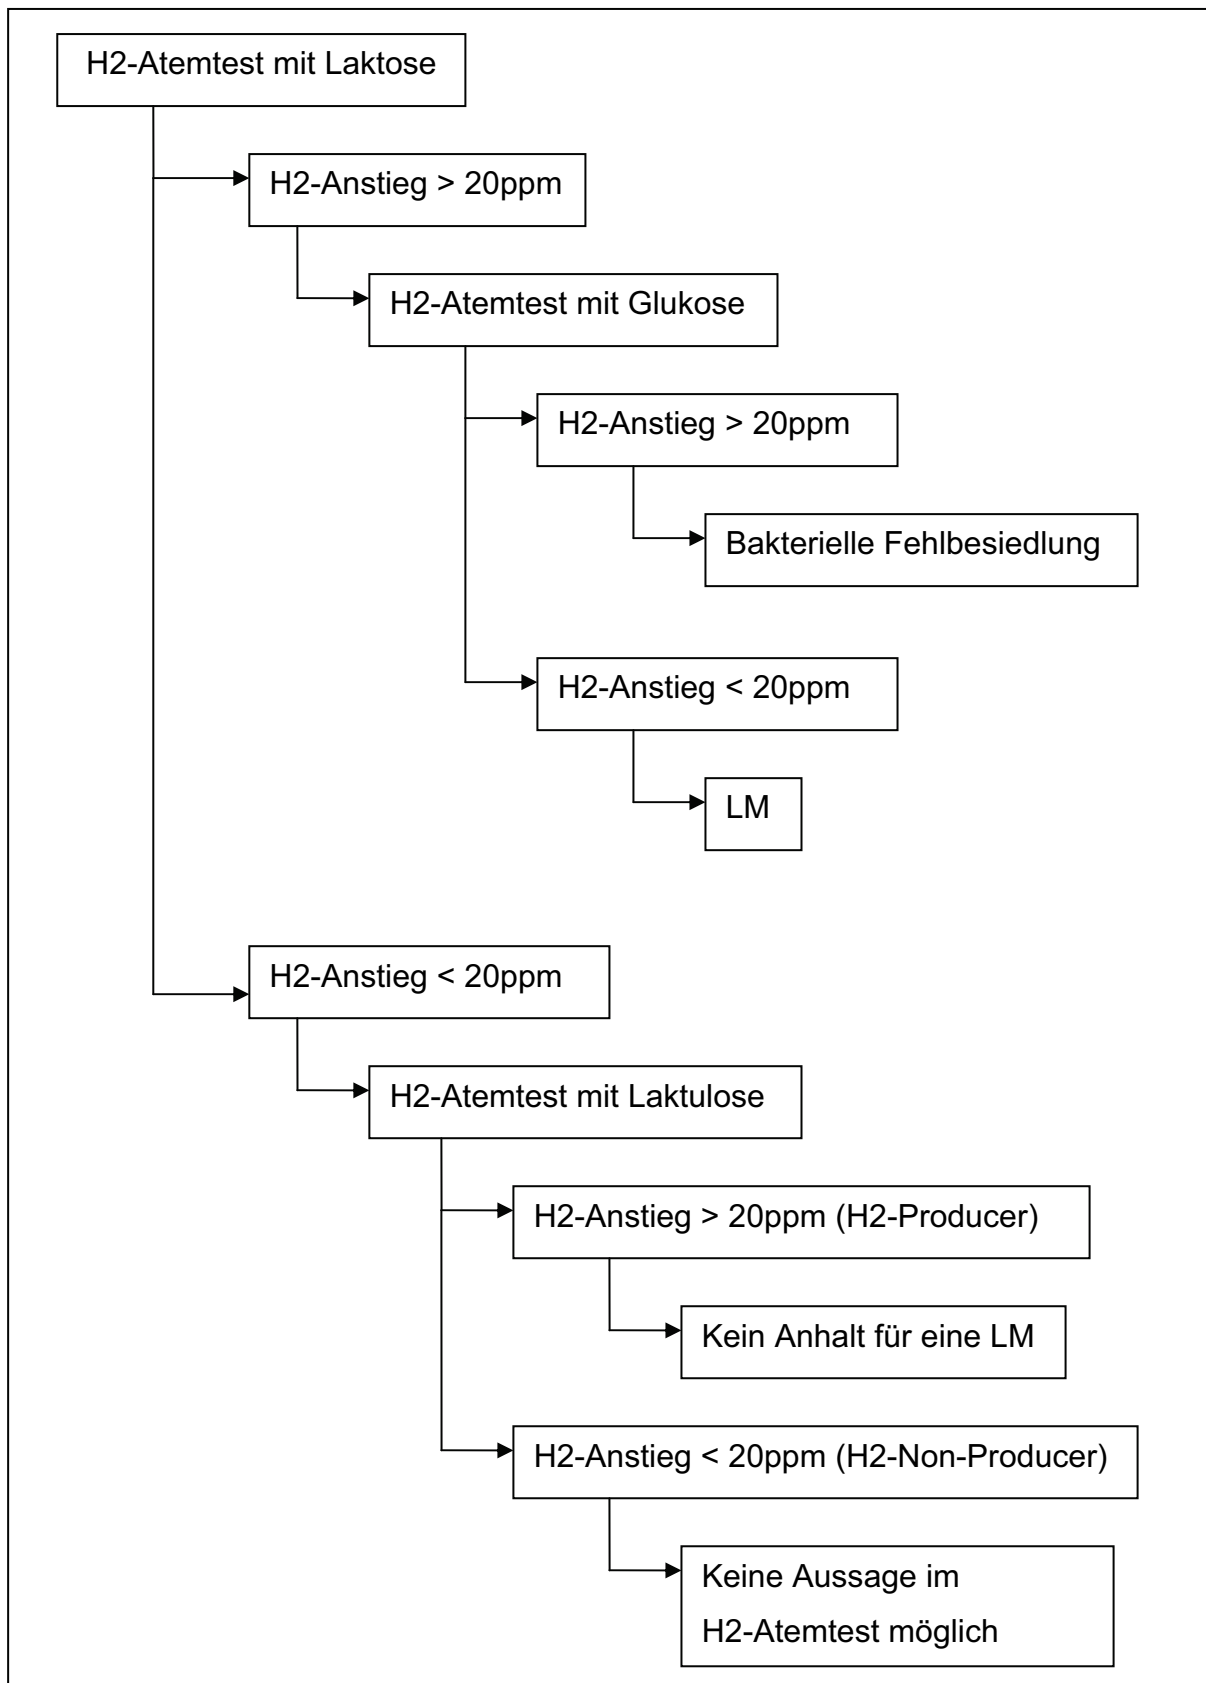 H2-Atemtest mit Laktose
H2-Anstieg > 20ppm
H2-Atemtest mit Glukose
H2-Anstieg > 20ppm
Bakterielle Fehlbesiedlung
H2-Anstieg < 20ppm
LM
H2-Anstieg < 20ppm
H2-Atemtest mit Laktulose
H2-Anstieg > 20ppm (H2-Producer)
Kein Anhalt für eine LM
H2-Anstieg < 20ppm (H2-Non-Producer)
Keine Aussage im
H2-Atemtest möglich